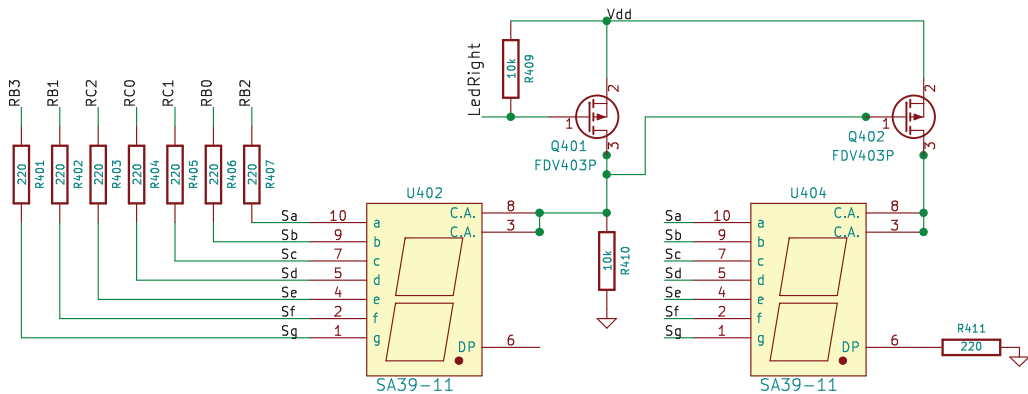 Vdd
LedRight
10k
R409
2
1
3
Q401
FDV403P
2
1
3
Q402
FDV403P
RB3
RB1
RC2
RC0
RC1
RB0
RB2
220
R401
220
R402
220
R403
220
R404
220
R405
220
R406
220
R407
U402
Sa 10 a
Sb 9 b
Sc 7 c
Sd 5 d
Se 4 e
Sf 2 f
Sg 1 g
C.A. 8
C.A. 3
DP 6
SA39-11
10k
R410
U404
Sa 10 a
Sb 9 b
Sc 7 c
Sd 5 d
Se 4 e
Sf 2 f
Sg 1 g
C.A. 8
C.A. 3
DP 6
SA39-11
R411
220